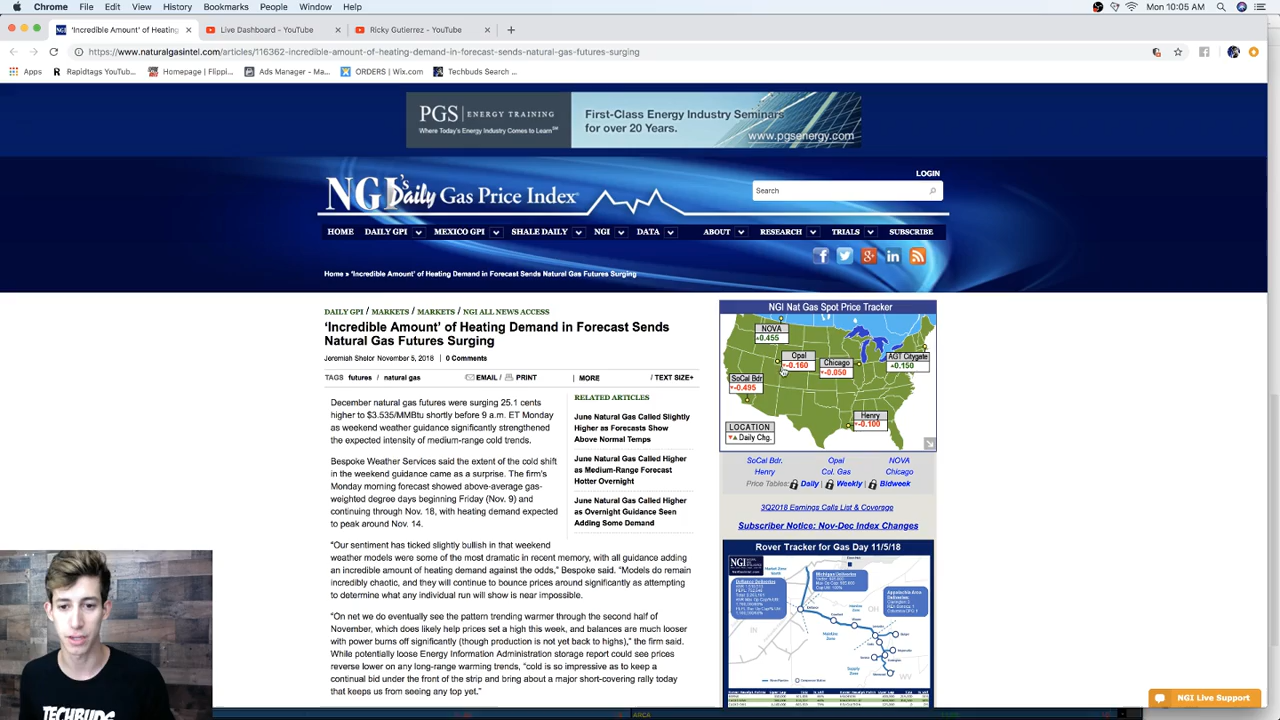 Chrome File Edit View History Bookmarks People Window Help
Mon 10:05 AM
'Incredible Amount' of Heating
Live Dashboard - YouTube
Ricky Gutierrez - YouTube
https://www.naturalgasintel.com/articles/116362-incredible-amount-of-heating-demand-in-forecast-sends-natural-gas-futures-surging
Apps
Rapidtags YouTub...
Homepage | Flippi...
Ads Manager - Ma...
ORDERS | Wix.com
Techbuds Search ...
PGS ENERGY TRAINING
Where Today's Energy Industry Comes to Learn
First-Class Energy Industry Seminars
for over 20 Years.
www.pgsenergy.com
LOGIN
NGI's Daily Gas Price Index
Search
HOME DAILY GPI MEXICO GPI SHALE DAILY NGI DATA ABOUT RESEARCH TRIALS SUBSCRIBE
Home » 'Incredible Amount' of Heating Demand in Forecast Sends Natural Gas Futures Surging
DAILY GPI / MARKETS / MARKETS / NGI ALL NEWS ACCESS
'Incredible Amount' of Heating Demand in Forecast Sends
Natural Gas Futures Surging
Jeremiah Shelor November 5, 2018 | 0 Comments
TAGS futures / natural gas
EMAIL / PRINT | MORE / TEXT SIZE+
December natural gas futures were surging 25.1 cents
higher to $3.535/MMBtu shortly before 9 a.m. ET Monday
as weekend weather guidance significantly strengthened
the expected intensity of medium-range cold trends.
Bespoke Weather Services said the extent of the cold shift
in the weekend guidance came as a surprise. The firm's
Monday morning forecast showed above-average gas-
weighted degree days beginning Friday (Nov. 9) and
continuing through Nov. 18, with heating demand expected
to peak around Nov. 14.
RELATED ARTICLES
June Natural Gas Called Slightly
Higher as Forecasts Show
Above Normal Temps
June Natural Gas Called Higher
as Medium-Range Forecast
Hotter Overnight
June Natural Gas Called Higher
as Overnight Guidance Seen
Adding Some Demand
"Our sentiment has ticked slightly bullish in that weekend
weather models were some of the most dramatic in recent memory, with all guidance adding
an incredible amount of heating demand against the odds," Bespoke said. "Models do remain
incredibly chaotic, and they will continue to bounce prices around significantly as attempting
to determine what any individual run will show is near impossible.
"On net we do eventually see the pattern trending warmer through the second half of
November, which does likely help prices set a high this week, and balances are much looser
with power burns off significantly (though production is not yet back to highs)," the firm said.
While potentially loose Energy Information Administration storage report could see prices
reverse lower on any long-range warming trends, "cold is so impressive as to keep a
continual bid under the front of the strip and bring about a major short-covering rally today
that keeps us from seeing any top yet."
NGI Nat Gas Spot Price Tracker
NOVA
+0.455
Opal
-0.160
Chicago
-0.050
AGT Citygate
+0.150
SoCal Bdr
-0.495
Henry
-0.100
LOCATION
Daily Chg.
SoCal Bdr. Opal NOVA
Henry Col. Gas Chicago
Price Tables: Daily | Weekly | Bidweek
3Q2018 Earnings Calls List & Coverage
Subscriber Notice: Nov-Dec Index Changes
Rover Tracker for Gas Day 11/5/18
NGI
IN
OH
WV
TECHBUDS
ARCA
NGI Live Support